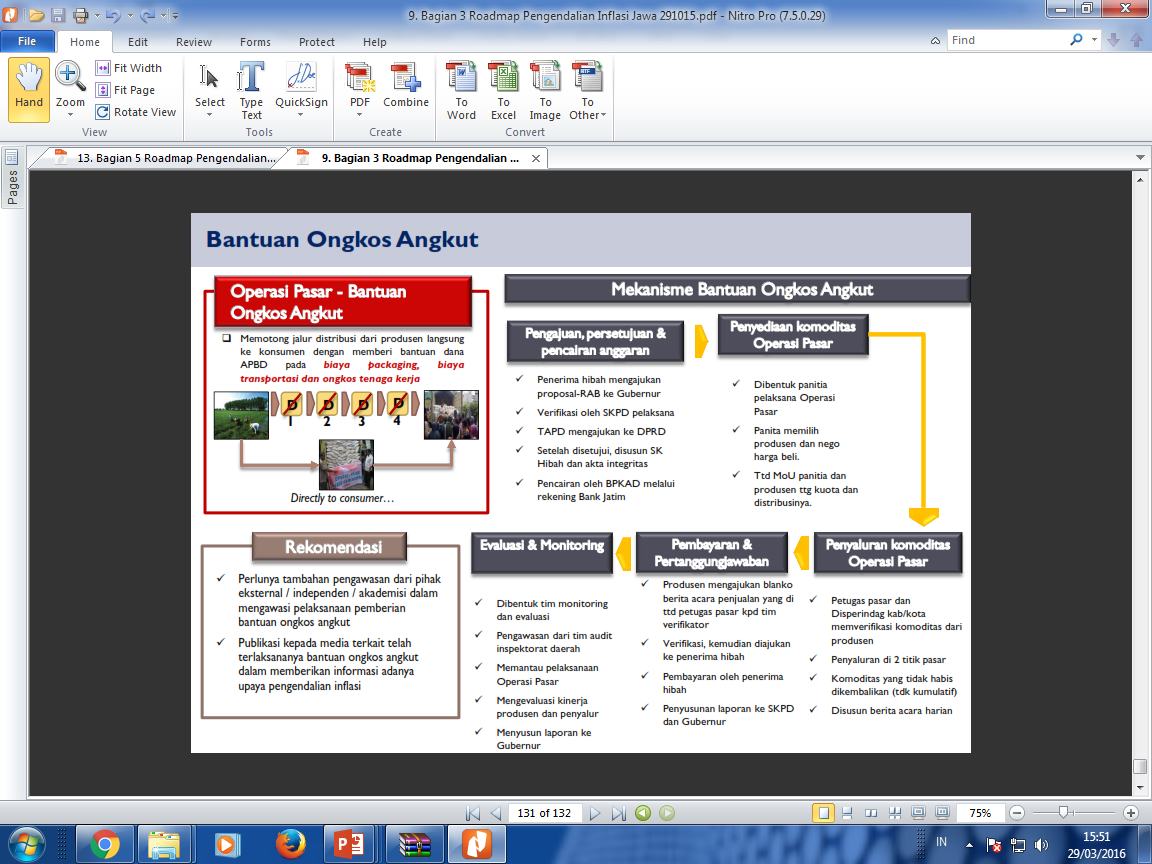 9. Bagian 3 Roadmap Pengendalian Inflasi Jawa 291015.pdf - Nitro Pro (7.5.0.29)
File
Home
Edit
Review
Forms
Protect
Help
Find
Hand
Zoom
Fit Width
Fit Page
Rotate View
View
Select
Type
Text
QuickSign
Tools
PDF
Combine
Create
To
Word
To
Excel
To
Image
To
Other
Convert
Pages
13. Bagian 5 Roadmap Pengendalian...
9. Bagian 3 Roadmap Pengendalian ...
Bantuan Ongkos Angkut
Operasi Pasar - Bantuan
Ongkos Angkut
Memotong jalur distribusi dari produsen langsung
ke konsumen dengan memberi bantuan dana
APBD pada biaya packaging, biaya
transportasi dan ongkos tenaga kerja
D D D D
1 2 3 4
Directly to consumer…
Mekanisme Bantuan Ongkos Angkut
Pengajuan, persetujuan &
pencairan anggaran
Penerima hibah mengajukan
proposal-RAB ke Gubernur
Verifikasi oleh SKPD pelaksana
TAPD mengajukan ke DPRD
Setelah disetujui, disusun SK
Hibah dan akta integritas
Pencairan oleh BPKAD melalui
rekening Bank Jatim
Penyediaan komoditas
Operasi Pasar
Dibentuk panitia
pelaksana Operasi
Pasar
Panita memilih
produsen dan nego
harga beli.
Ttd MoU panitia dan
produsen ttg kuota dan
distribusinya.
Rekomendasi
Perlunya tambahan pengawasan dari pihak
eksternal / independen / akademisi dalam
mengawasi pelaksanaan pemberian
bantuan ongkos angkut
Publikasi kepada media terkait telah
terlaksananya bantuan ongkos angkut
dalam memberikan informasi adanya
upaya pengendalian inflasi
Evaluasi & Monitoring
Dibentuk tim monitoring
dan evaluasi
Pengawasan dari tim audit
inspektorat daerah
Memantau pelaksanaan
Operasi Pasar
Mengevaluasi kinerja
produsen dan penyalur
Menyusun laporan ke
Gubernur
Pembayaran &
Pertanggungjawaban
Produsen mengajukan blanko
berita acara penjualan yang di
ttd petugas pasar kpd tim
verifikator
Verifikasi, kemudian diajukan
ke penerima hibah
Pembayaran oleh penerima
hibah
Penyusunan laporan ke SKPD
dan Gubernur
Penyaluran komoditas
Operasi Pasar
Petugas pasar dan
Disperindag kab/kota
memverifikasi komoditas dari
produsen
Penyaluran di 2 titik pasar
Komoditas yang tidak habis
dikembalikan (tdk kumulatif)
Disusun berita acara harian
131 of 132
75%
IN
15:51
29/03/2016